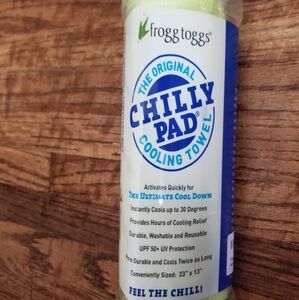 frogg toggs®
THE ORIGINAL
CHILLY
PAD®
COOLING TOWEL
Activates Quickly for
THE ULTIMATE COOL DOWN
Instantly Cools up to 30 Degrees
Provides Hours of Cooling Relief
Durable, Washable and Reusable
UPF 50+ UV Protection
Durable and Cools Twice as Long
Conveniently Sized: 33" x 13"
FEEL THE CHILL!